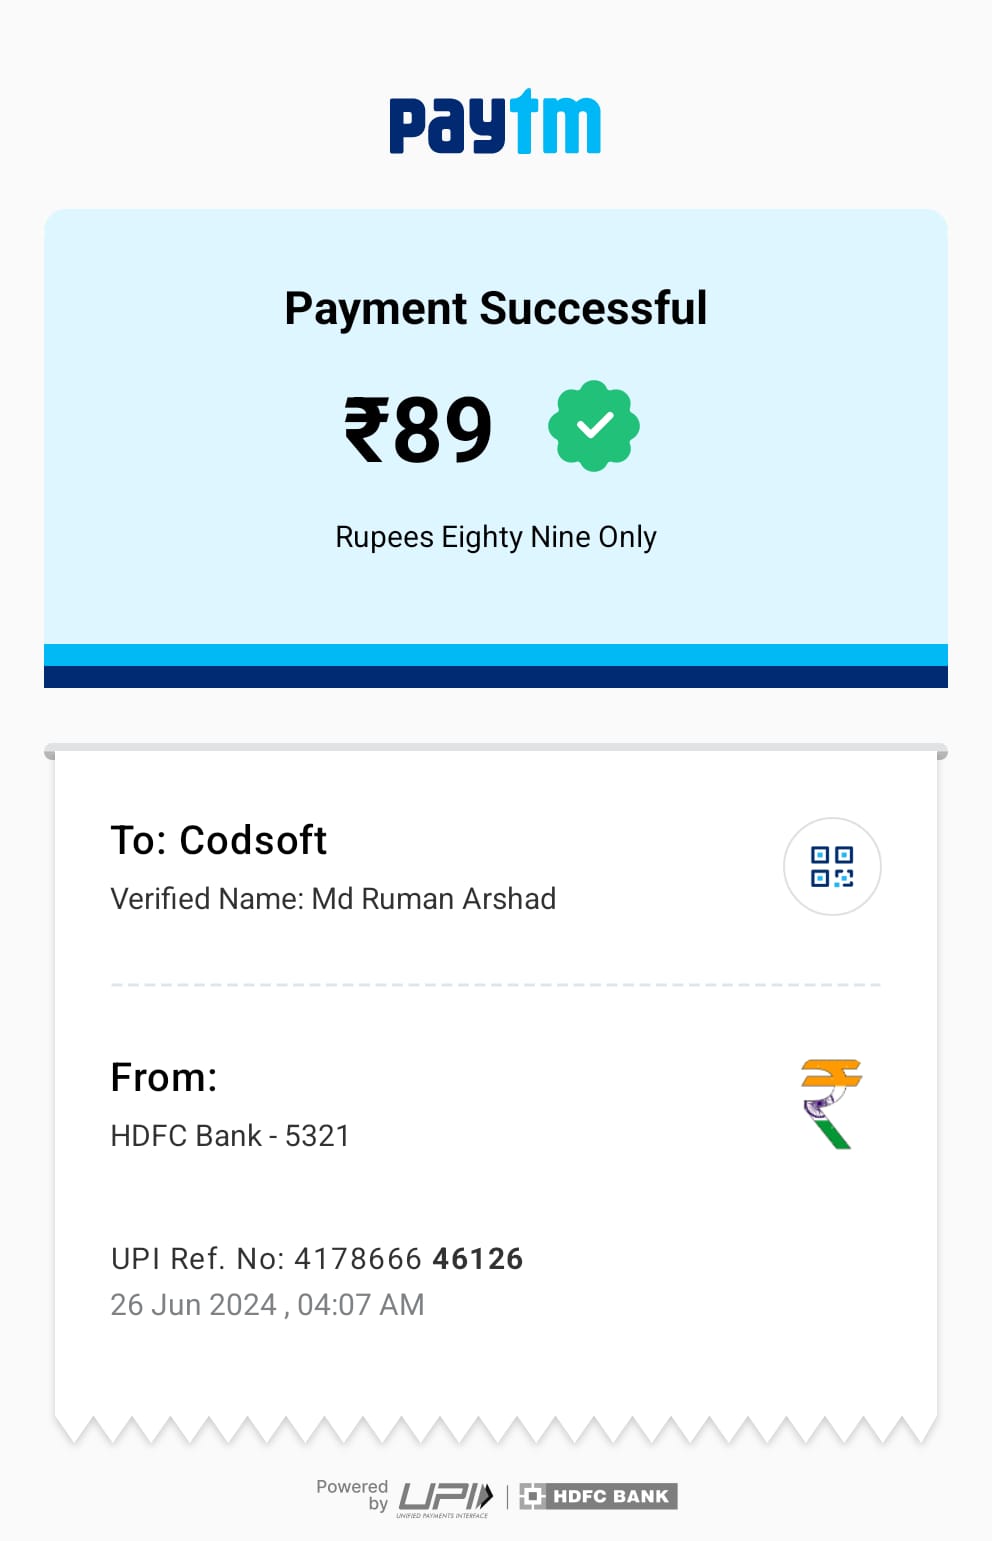 paytm
Payment Successful
₹89
Rupees Eighty Nine Only
To: Codsoft
Verified Name: Md Ruman Arshad
From:
HDFC Bank - 5321
UPI Ref. No: 4178666 46126
26 Jun 2024 , 04:07 AM
Powered by UPI | HDFC BANK
UNIFIED PAYMENTS INTERFACE